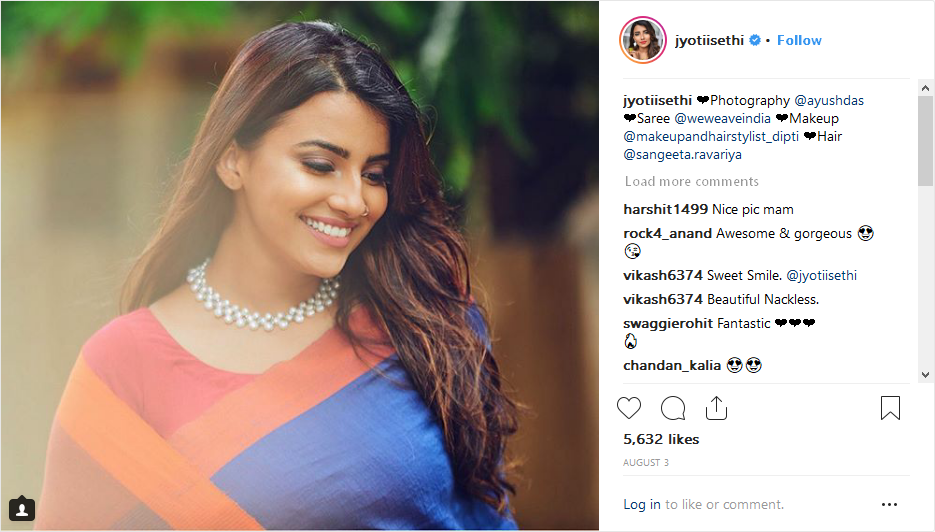 jyotiisethi • Follow
jyotiisethi ❤Photography @ayushdas
❤Saree @weweaveindia ❤Makeup
@makeupandhairstylist_dipti ❤Hair
@sangeeta.ravariya
Load more comments
harshit1499 Nice pic mam
rock4_anand Awesome & gorgeous 😍
😘
vikash6374 Sweet Smile. @jyotiisethi
vikash6374 Beautiful Nackless.
swaggierohit Fantastic ❤❤❤
🔥
chandan_kalia 😍😍
5,632 likes
AUGUST 3
Log in to like or comment.